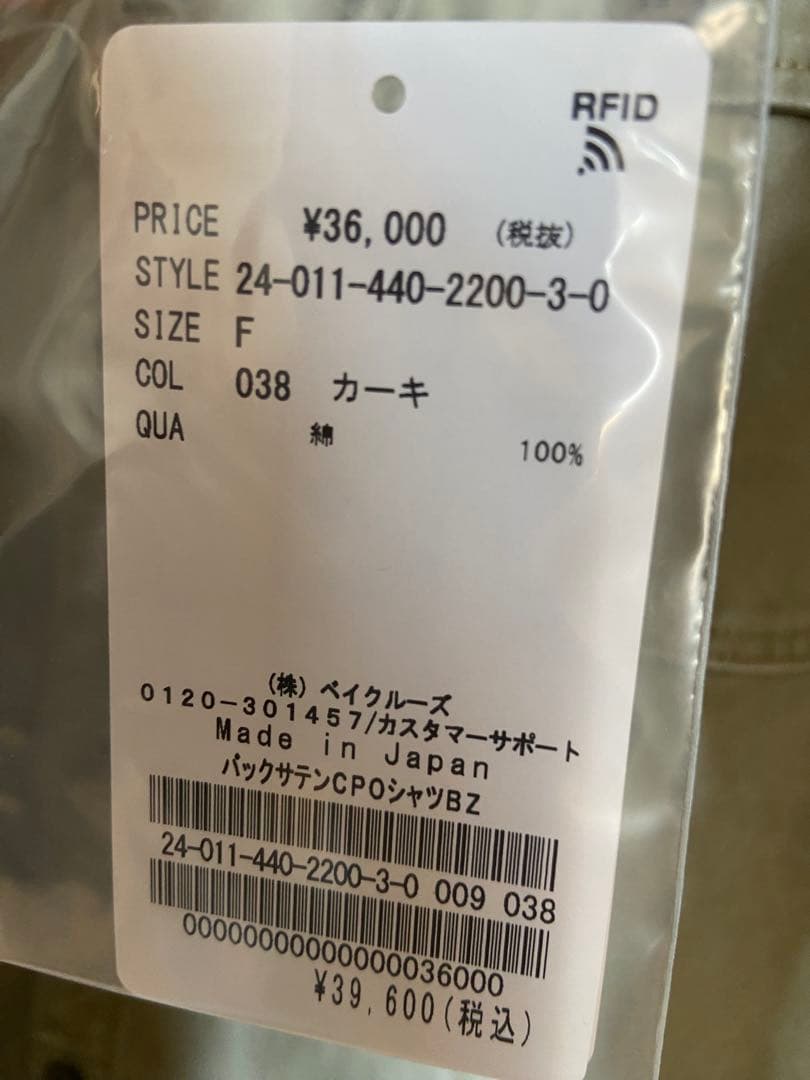 RFID
PRICE ¥36,000 (税抜)
STYLE 24-011-440-2200-3-0
SIZE F
COL 038 カーキ
QUA 綿 100%
(株) ベイクルーズ
0120-301457/カスタマーサポート
Made in Japan
バックサテンCPOシャツBZ
24-011-440-2200-3-0 009 038
00000000000000036000
¥39,600(税込)